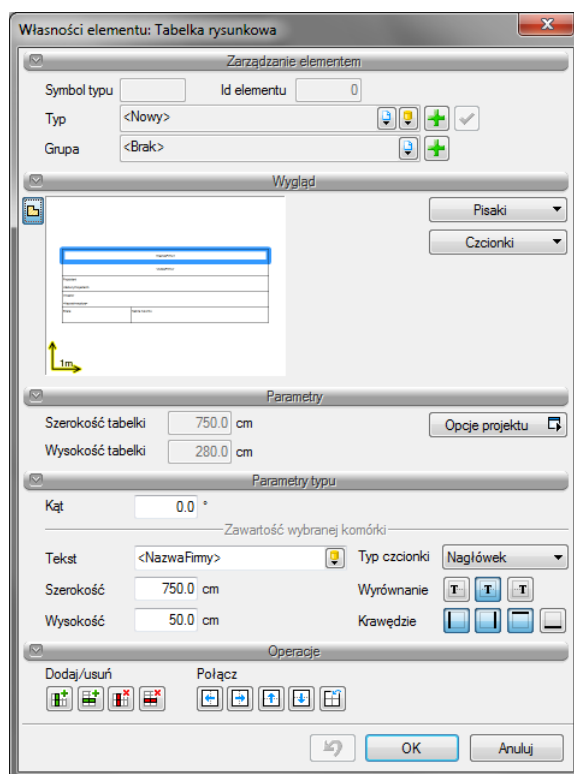 Własności elementu: Tabelka rysunkowa
Zarządzanie elementem
Symbol typu Id elementu 0
Typ <Nowy>
Grupa <Brak>
Wygląd
Pisaki
Czcionki
1m
Parametry
Szerokość tabelki 750.0 cm Opcje projektu
Wysokość tabelki 280.0 cm
Parametry typu
Kąt 0.0 °
Zawartość wybranej komórki
Tekst <NazwaFirmy> Typ czcionki Nagłówek
Szerokość 750.0 cm Wyrównanie T T T
Wysokość 50.0 cm Krawędzie
Operacje
Dodaj/usuń Połącz
OK Anuluj